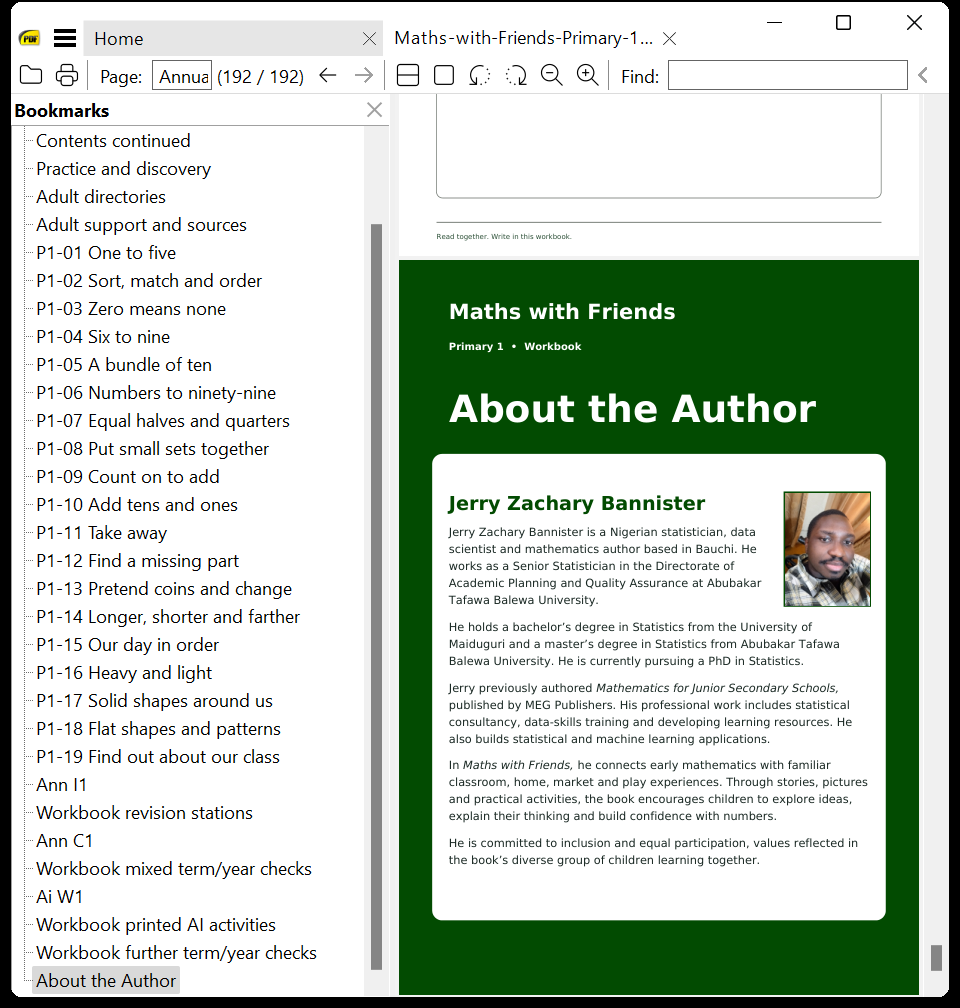 PDF
Home
Maths-with-Friends-Primary-1...
Page:
Annua
(192 / 192)
Find:
Bookmarks
Contents continued
Practice and discovery
Adult directories
Adult support and sources
P1-01 One to five
P1-02 Sort, match and order
P1-03 Zero means none
P1-04 Six to nine
P1-05 A bundle of ten
P1-06 Numbers to ninety-nine
P1-07 Equal halves and quarters
P1-08 Put small sets together
P1-09 Count on to add
P1-10 Add tens and ones
P1-11 Take away
P1-12 Find a missing part
P1-13 Pretend coins and change
P1-14 Longer, shorter and farther
P1-15 Our day in order
P1-16 Heavy and light
P1-17 Solid shapes around us
P1-18 Flat shapes and patterns
P1-19 Find out about our class
Ann I1
Workbook revision stations
Ann C1
Workbook mixed term/year checks
Ai W1
Workbook printed AI activities
Workbook further term/year checks
About the Author
Read together. Write in this workbook.
Maths with Friends
Primary 1 • Workbook
About the Author
Jerry Zachary Bannister
Jerry Zachary Bannister is a Nigerian statistician, data
scientist and mathematics author based in Bauchi. He
works as a Senior Statistician in the Directorate of
Academic Planning and Quality Assurance at Abubakar
Tafawa Balewa University.
He holds a bachelor’s degree in Statistics from the University of
Maiduguri and a master’s degree in Statistics from Abubakar Tafawa
Balewa University. He is currently pursuing a PhD in Statistics.
Jerry previously authored Mathematics for Junior Secondary Schools,
published by MEG Publishers. His professional work includes statistical
consultancy, data-skills training and developing learning resources. He
also builds statistical and machine learning applications.
In Maths with Friends, he connects early mathematics with familiar
classroom, home, market and play experiences. Through stories, pictures
and practical activities, the book encourages children to explore ideas,
explain their thinking and build confidence with numbers.
He is committed to inclusion and equal participation, values reflected in
the book’s diverse group of children learning together.